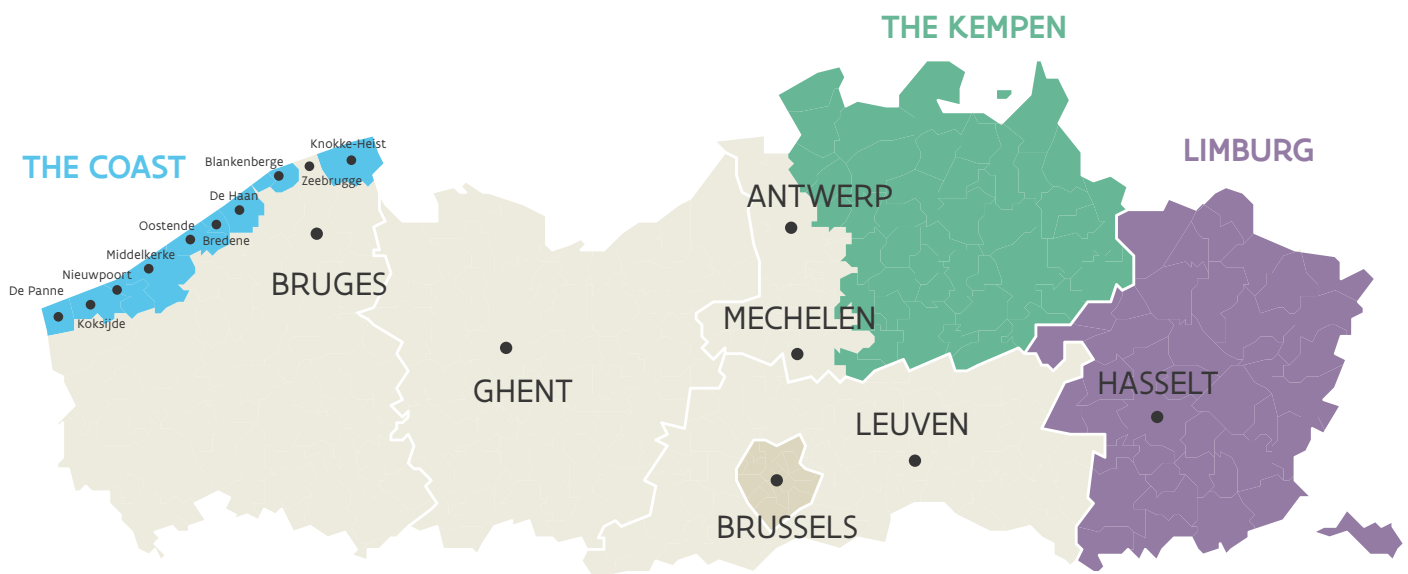 THE KEMPEN
THE COAST
Knokke-Heist
Blankenberge
Zeebrugge
De Haan
Oostende
Bredene
Middelkerke
Nieuwpoort
De Panne
Koksijde
BRUGES
GHENT
ANTWERP
MECHELEN
LIMBURG
HASSELT
LEUVEN
BRUSSELS